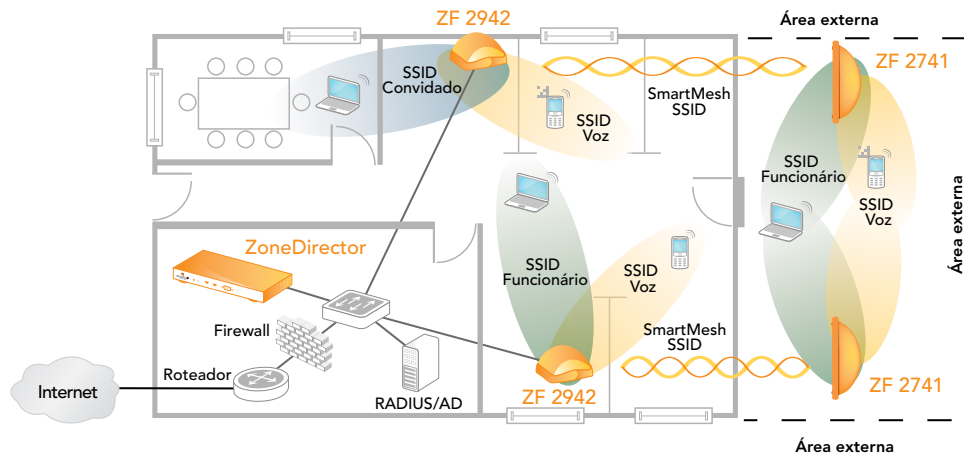 ZF 2942
Área externa
ZF 2741
SSID
Convidado
SSID
Voz
SmartMesh
SSID
SSID
Funcionário
SSID
Voz
Área externa
ZoneDirector
SSID
Funcionário
SSID
Voz
Firewall
SmartMesh
SSID
Roteador
Internet
RADIUS/AD
ZF 2942
ZF 2741
Área externa